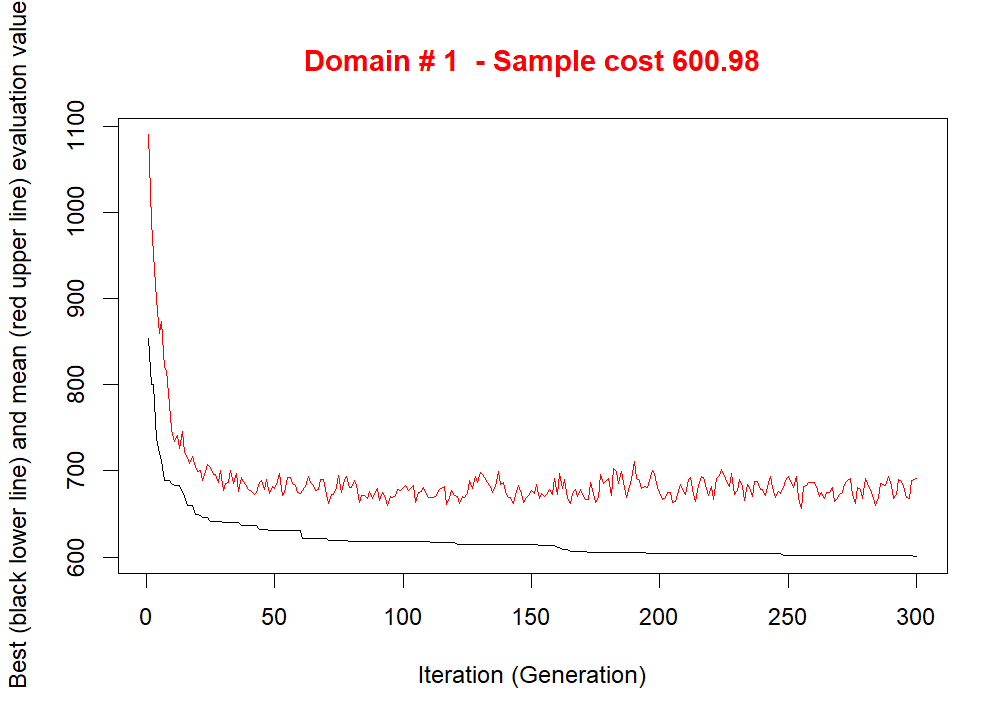 Domain # 1  - Sample cost 600.98
Best (black lower line) and mean (red upper line) evaluation value
1100
1000
900
800
700
600
0 50 100 150 200 250 300
Iteration (Generation)